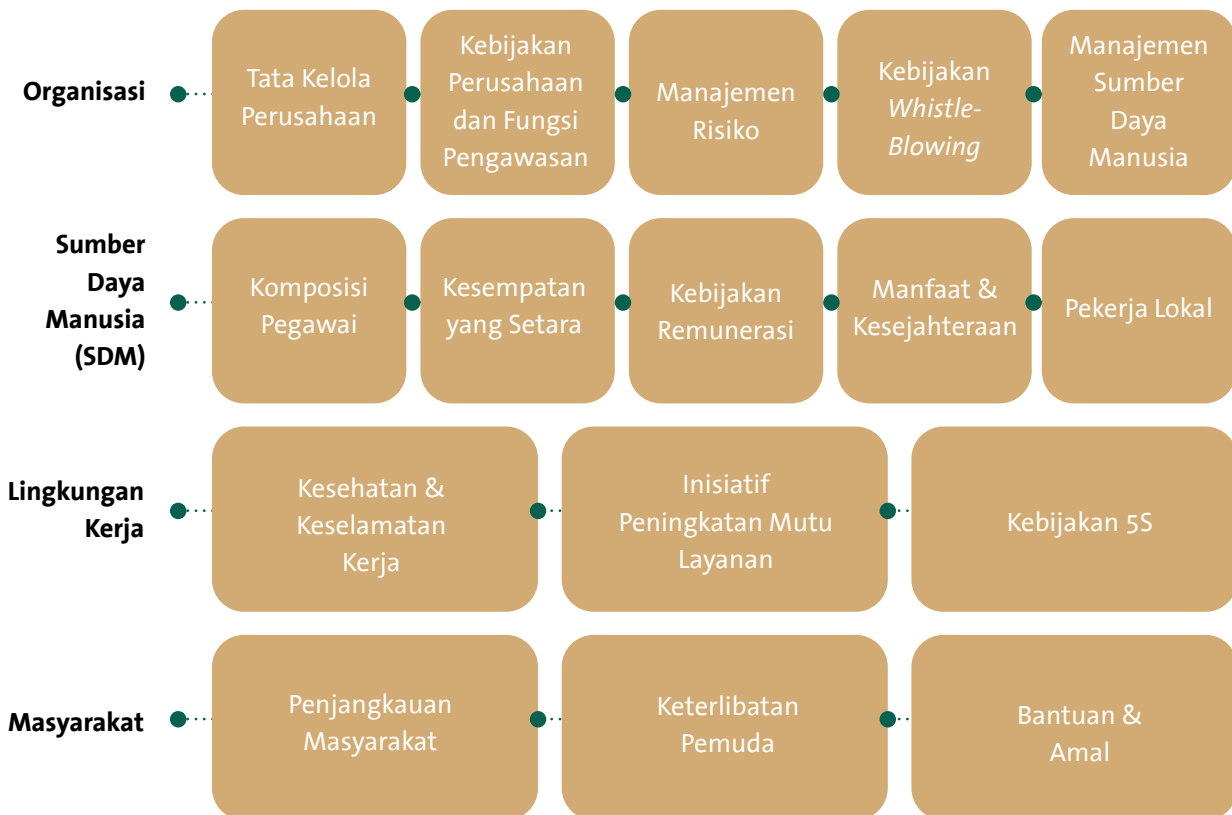 Organisasi
Tata Kelola
Perusahaan
Kebijakan
Perusahaan
dan Fungsi
Pengawasan
Manajemen
Risiko
Kebijakan
Whistle-
Blowing
Manajemen
Sumber
Daya
Manusia
Sumber
Daya
Manusia
(SDM)
Komposisi
Pegawai
Kesempatan
yang Setara
Kebijakan
Remunerasi
Manfaat &
Kesejahteraan
Pekerja Lokal
Lingkungan
Kerja
Kesehatan &
Keselamatan
Kerja
Inisiatif
Peningkatan Mutu
Layanan
Kebijakan 5S
Masyarakat
Penjangkauan
Masyarakat
Keterlibatan
Pemuda
Bantuan &
Amal